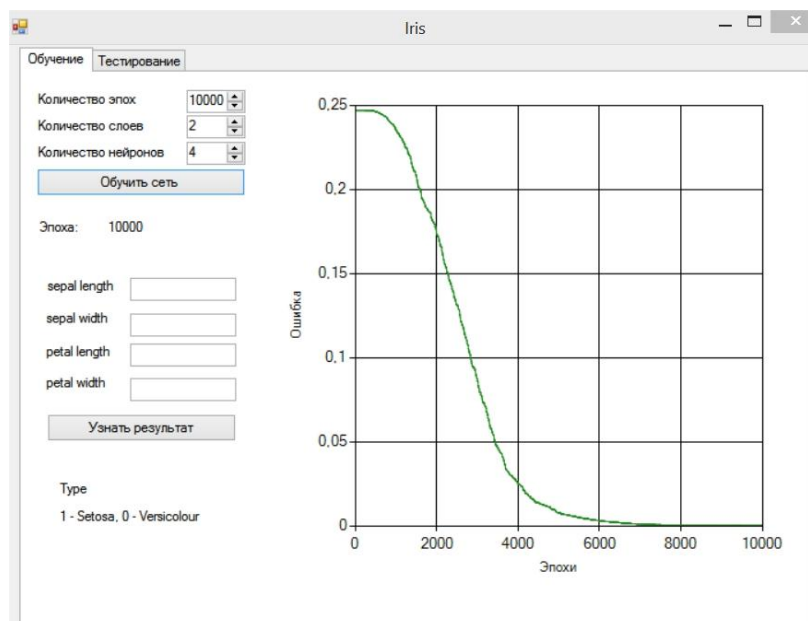 Iris
Обучение Тестирование
Количество эпох 10000
Количество слоев 2
Количество нейронов 4
Обучить сеть
Эпоха: 10000
sepal length
sepal width
petal length
petal width
Узнать результат
Type
1 - Setosa, 0 - Versicolour
0,25
0,2
0,15
0,1
0,05
0
Ошибка
0 2000 4000 6000 8000 10000
Эпохи